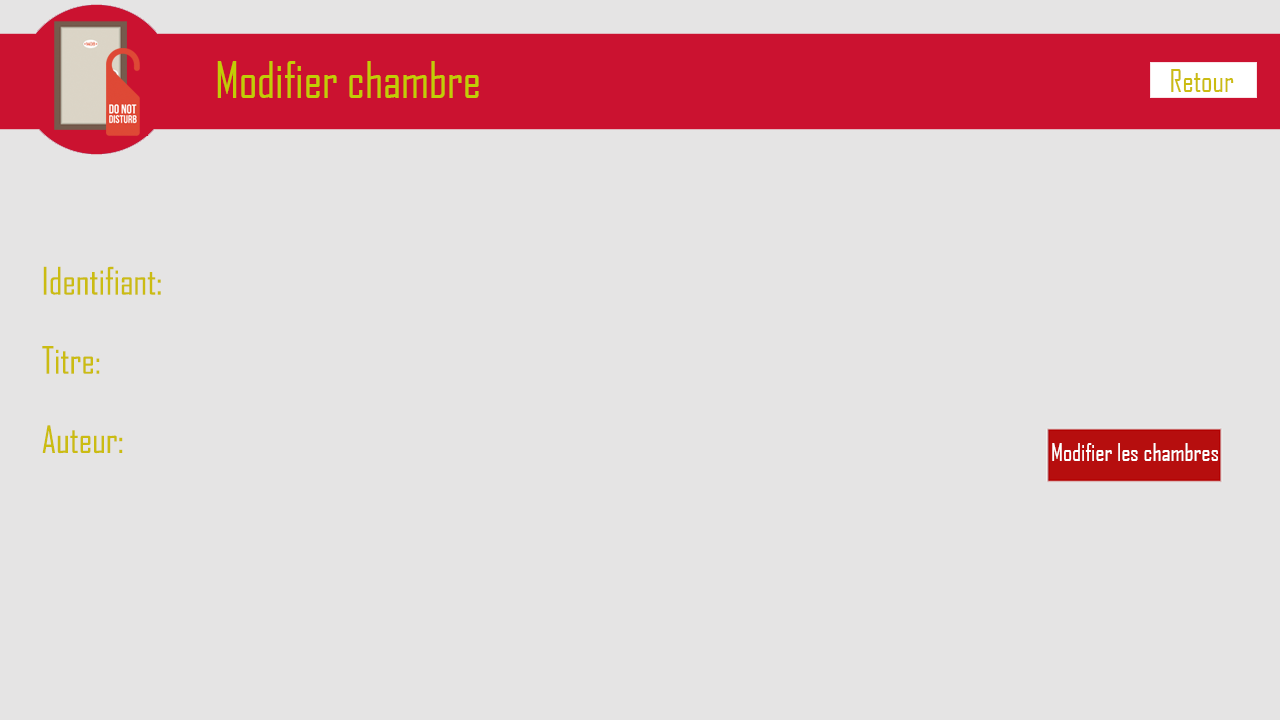 Modifier chambre
Retour
DO NOT
DISTURB
Identifiant:
Titre:
Auteur:
Modifier les chambres